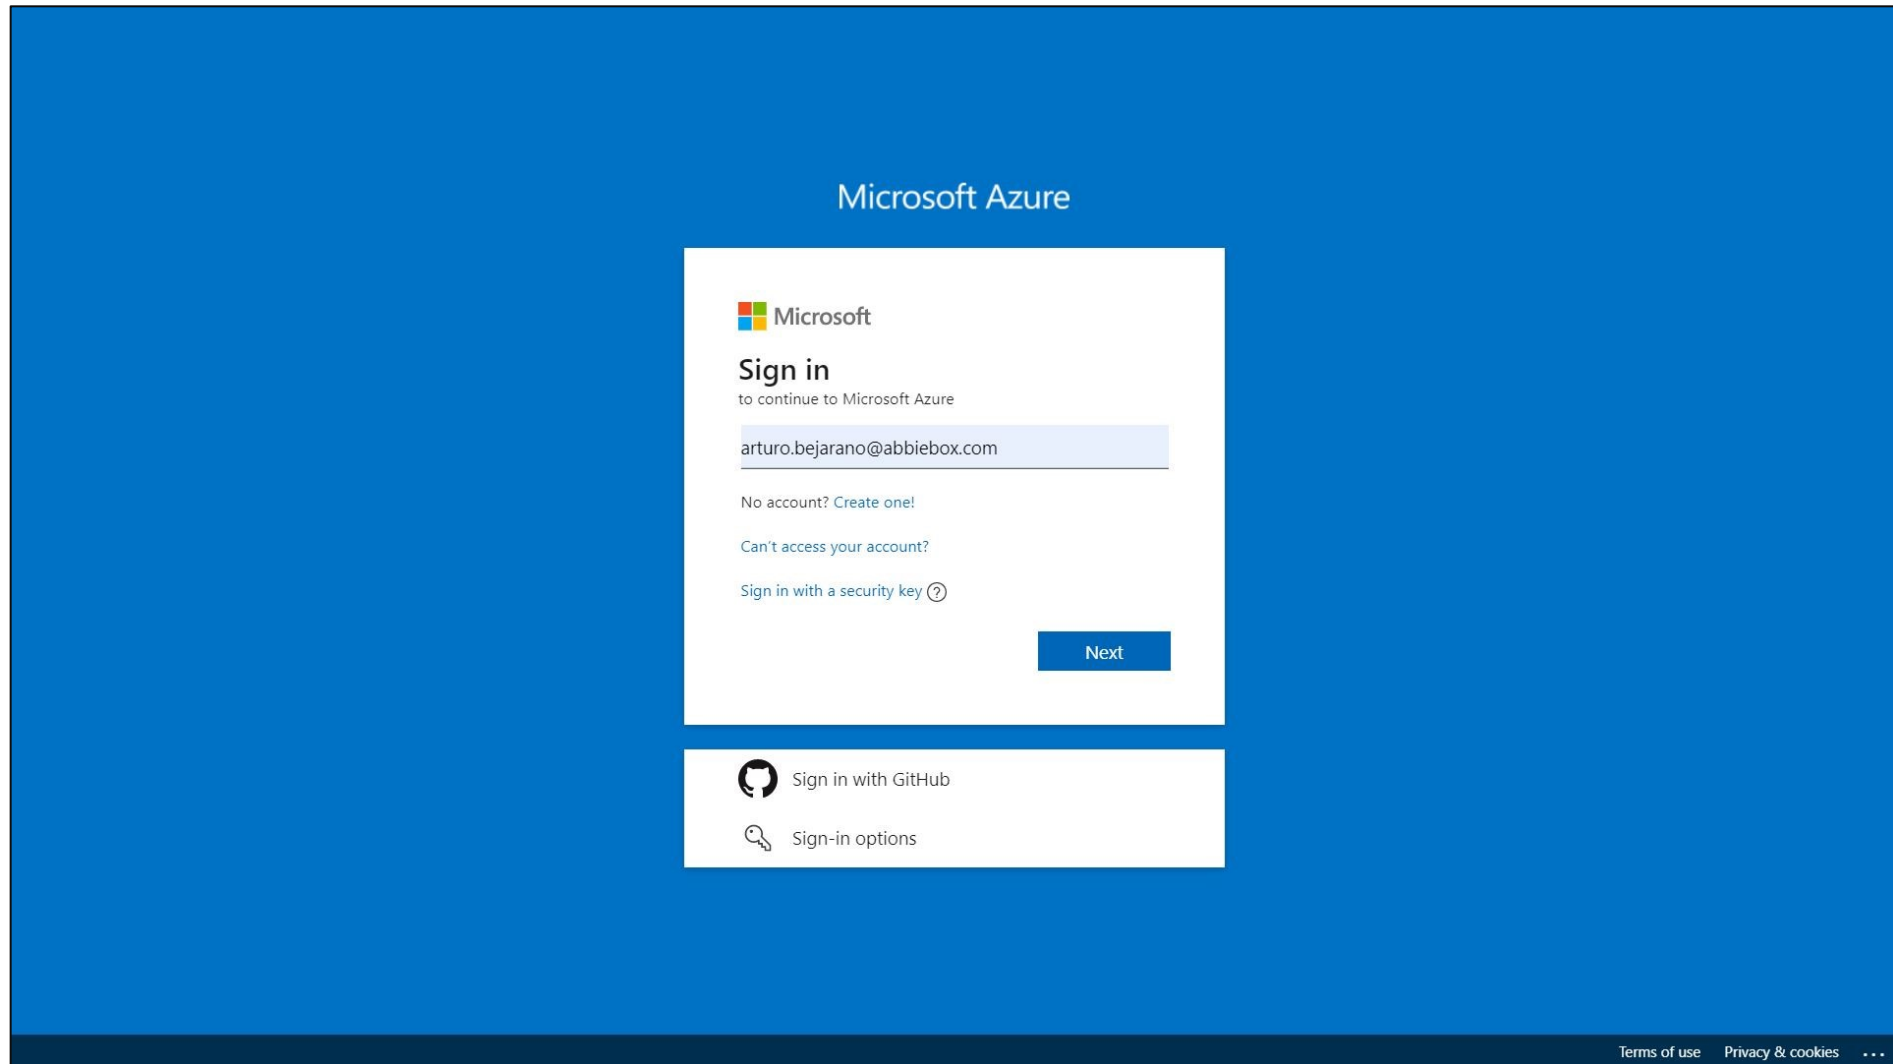 Microsoft Azure
Microsoft
Sign in
to continue to Microsoft Azure
arturo.bejarano@abbiebox.com
No account? Create one!
Can't access your account?
Sign in with a security key ?
Next
Sign in with GitHub
Sign-in options
Terms of use Privacy & cookies ...